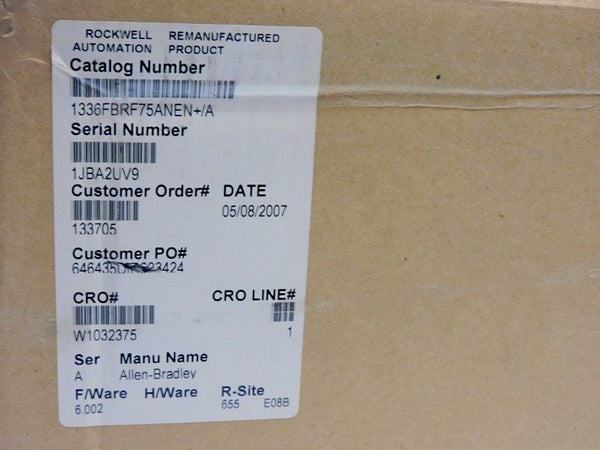 ROCKWELL REMANUFACTURED
AUTOMATION PRODUCT
Catalog Number
1336FBRF75ANEN+/A
Serial Number
1JBA2UV9
Customer Order# DATE
05/08/2007
133705
Customer PO#
CRO# CRO LINE#
W1032375 1
Ser Manu Name
A Allen-Bradley
F/Ware H/Ware R-Site
6.002 655 E08B